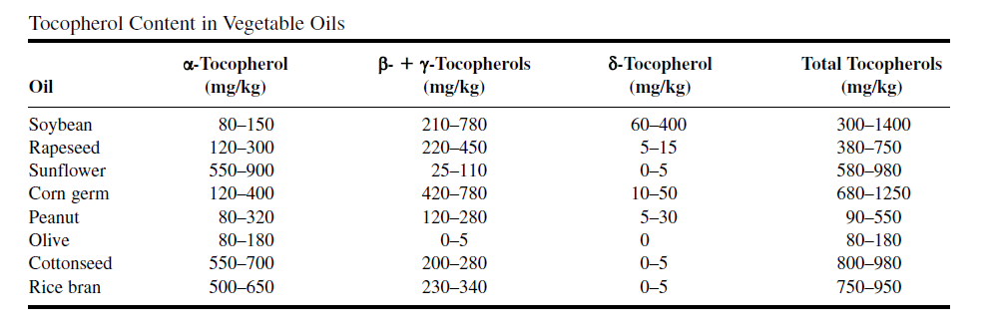 Tocopherol Content in Vegetable Oils
α-Tocopherol β- + γ-Tocopherols δ-Tocopherol Total Tocopherols
Oil (mg/kg) (mg/kg) (mg/kg) (mg/kg)
Soybean 80–150 210–780 60–400 300–1400
Rapeseed 120–300 220–450 5–15 380–750
Sunflower 550–900 25–110 0–5 580–980
Corn germ 120–400 420–780 10–50 680–1250
Peanut 80–320 120–280 5–30 90–550
Olive 80–180 0–5 0 80–180
Cottonseed 550–700 200–280 0–5 800–980
Rice bran 500–650 230–340 0–5 750–950